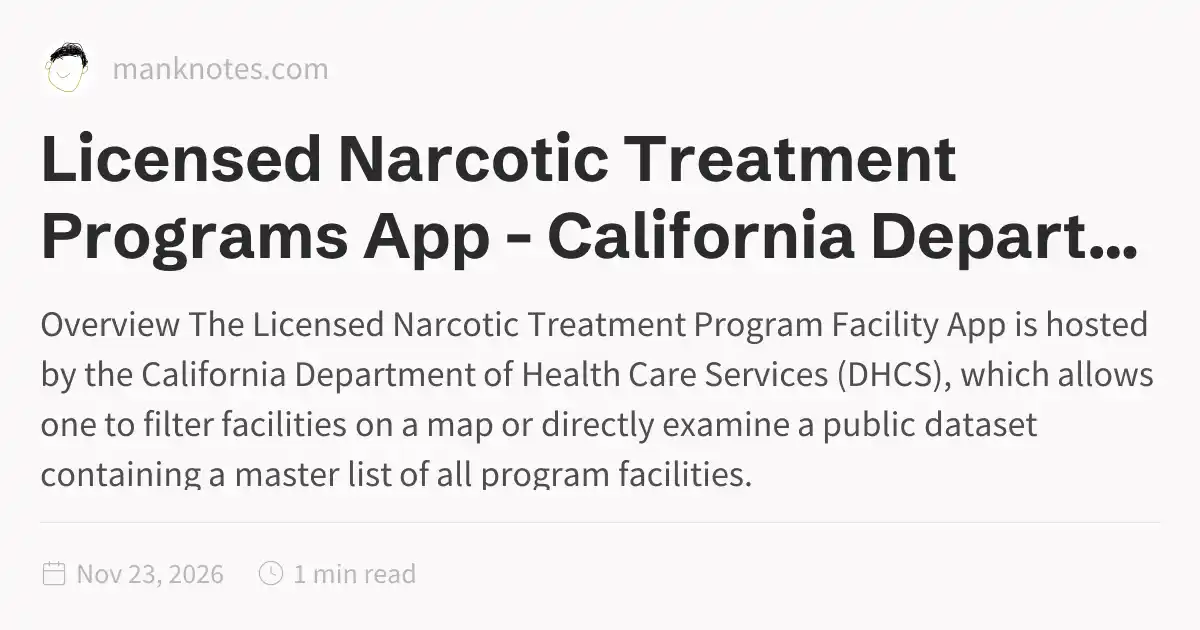 manknotes.com
Licensed Narcotic Treatment
Programs App - California Depart...
Overview The Licensed Narcotic Treatment Program Facility App is hosted
by the California Department of Health Care Services (DHCS), which allows
one to filter facilities on a map or directly examine a public dataset
containing a master list of all program facilities.
Nov 23, 2026
1 min read